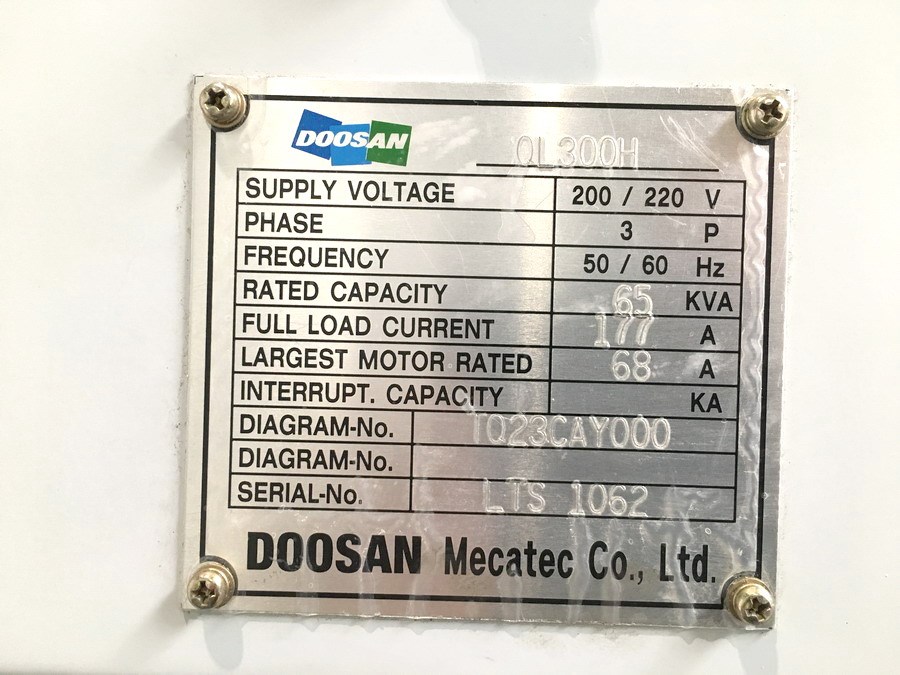 DOOSAN
QL300H
SUPPLY VOLTAGE 200 / 220 V
PHASE 3 P
FREQUENCY 50 / 60 Hz
RATED CAPACITY 65 KVA
FULL LOAD CURRENT 177 A
LARGEST MOTOR RATED 68 A
INTERRUPT. CAPACITY KA
DIAGRAM-No. TQ23CAY000
DIAGRAM-No.
SERIAL-No. LTS 1062
DOOSAN Mecatec Co., Ltd.